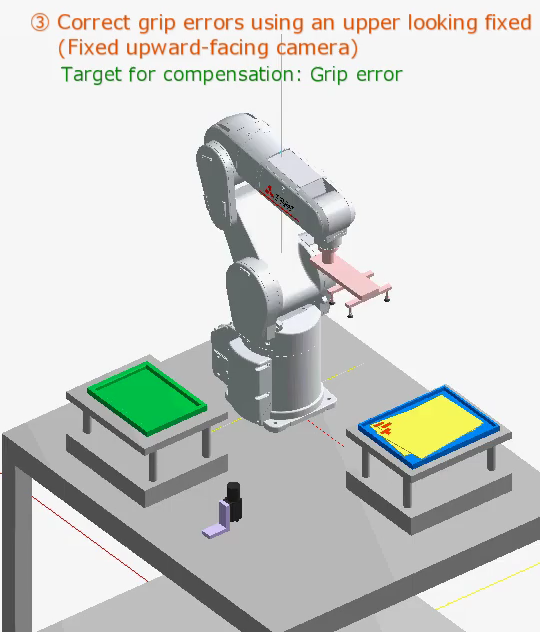 ③ Correct grip errors using an upper looking fixed
(Fixed upward-facing camera)
Target for compensation: Grip error